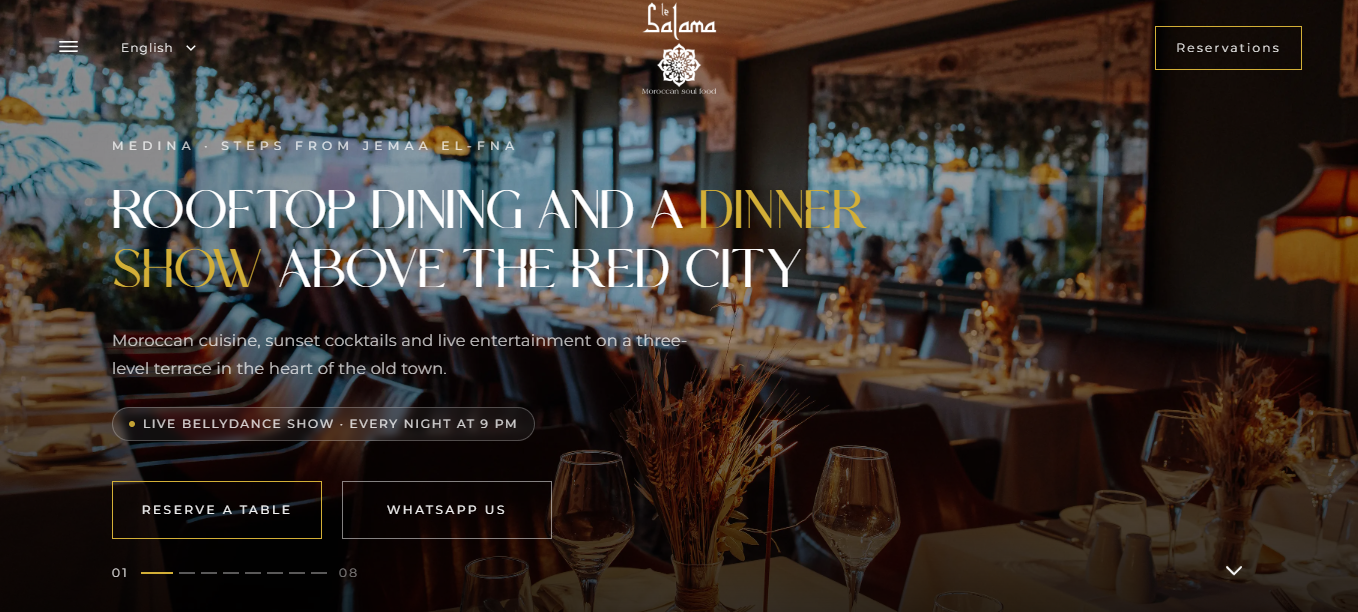 le
Salama
Moroccan soul food
English
Reservations
MEDINA · STEPS FROM JEMAA EL-FNA
ROOFTOP DINING AND A DINNER
SHOW ABOVE THE RED CITY
Moroccan cuisine, sunset cocktails and live entertainment on a three-
level terrace in the heart of the old town.
LIVE BELLYDANCE SHOW · EVERY NIGHT AT 9 PM
RESERVE A TABLE
WHATSAPP US
01
08